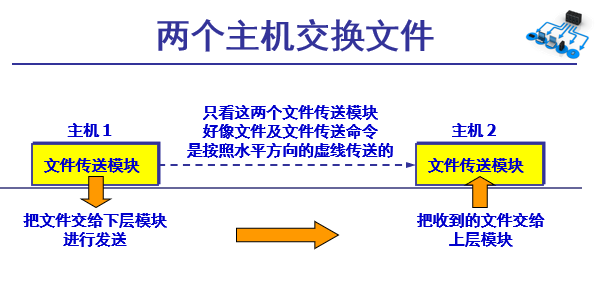 两个主机交换文件
只看这两个文件传送模块
好像文件及文件传送命令
是按照水平方向的虚线传送的
主机 1
主机 2
文件传送模块
文件传送模块
把文件交给下层模块
进行发送
把收到的文件交给
上层模块